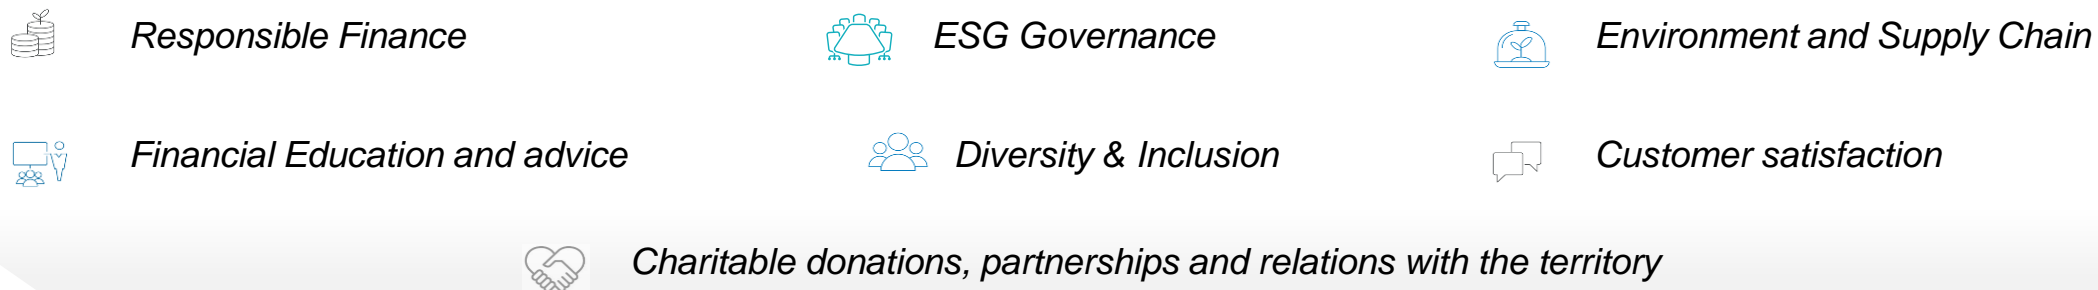 Responsible Finance
ESG Governance
Environment and Supply Chain
Financial Education and advice
Diversity & Inclusion
Customer satisfaction
Charitable donations, partnerships and relations with the territory